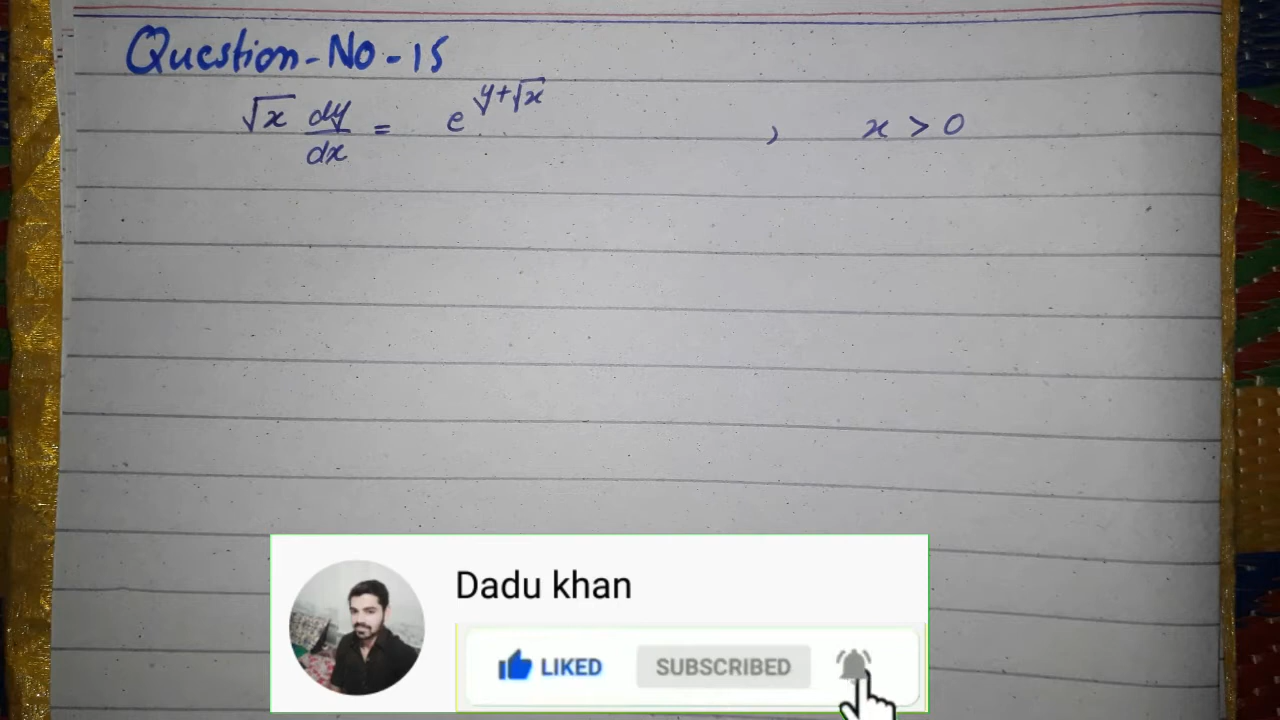 Question-No-15
√x dy/dx = e^(y+√x) , x > 0
Dadu khan
LIKED SUBSCRIBED